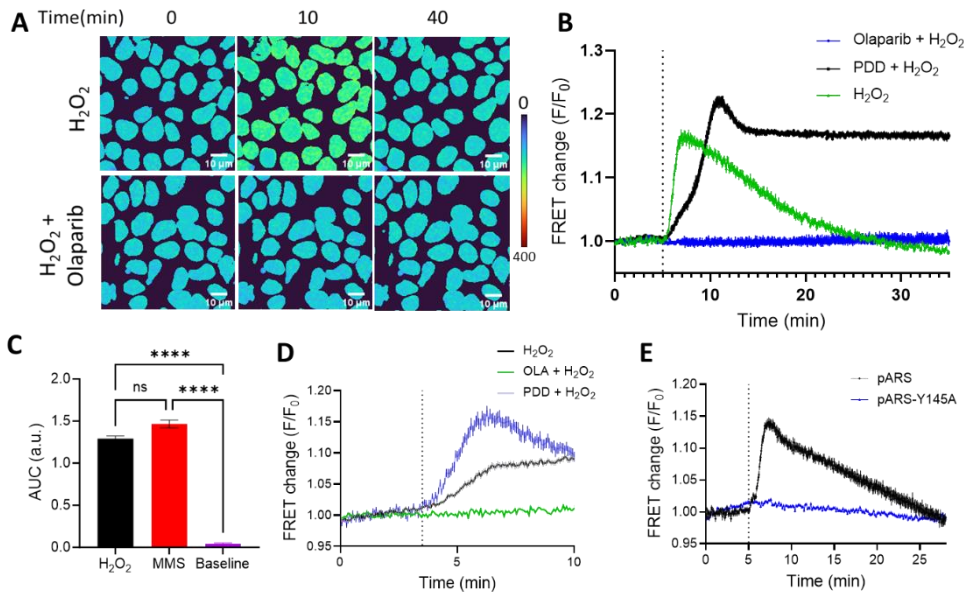 Time(min) 0 10 40
A
H2O2
10 μm 10 μm 10 μm
H2O2 +
Olaparib
10 μm 10 μm 10 μm
0
400
B
Olaparib + H2O2
PDD + H2O2
H2O2
FRET change (F/F0)
1.3
1.2
1.1
1.0
0 10 20 30
Time (min)
C
****
ns ****
AUC (a.u.)
2.0
1.5
1.0
0.5
0.0
H2O2 MMS Baseline
D
H2O2
OLA + H2O2
PDD + H2O2
FRET change (F/F0)
1.20
1.15
1.10
1.05
1.00
0.95
0 5 10
Time (min)
E
pARS
pARS-Y145A
FRET change (F/F0)
1.20
1.15
1.10
1.05
1.00
0.95
0 5 10 15 20 25
Time (min)